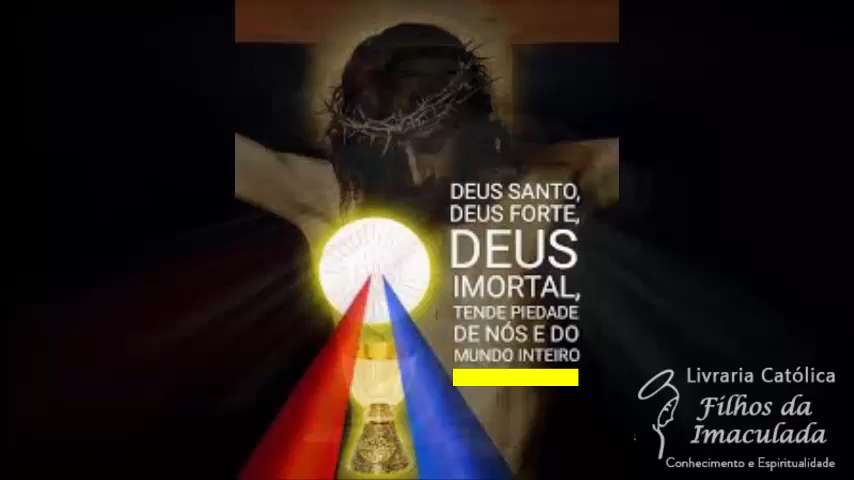 DEUS SANTO,
DEUS FORTE,
DEUS
IMORTAL,
TENDE PIEDADE
DE NÓS E DO
MUNDO INTEIRO
Livraria Católica
Filhos da
Imaculada
Conhecimento e Espiritualidade